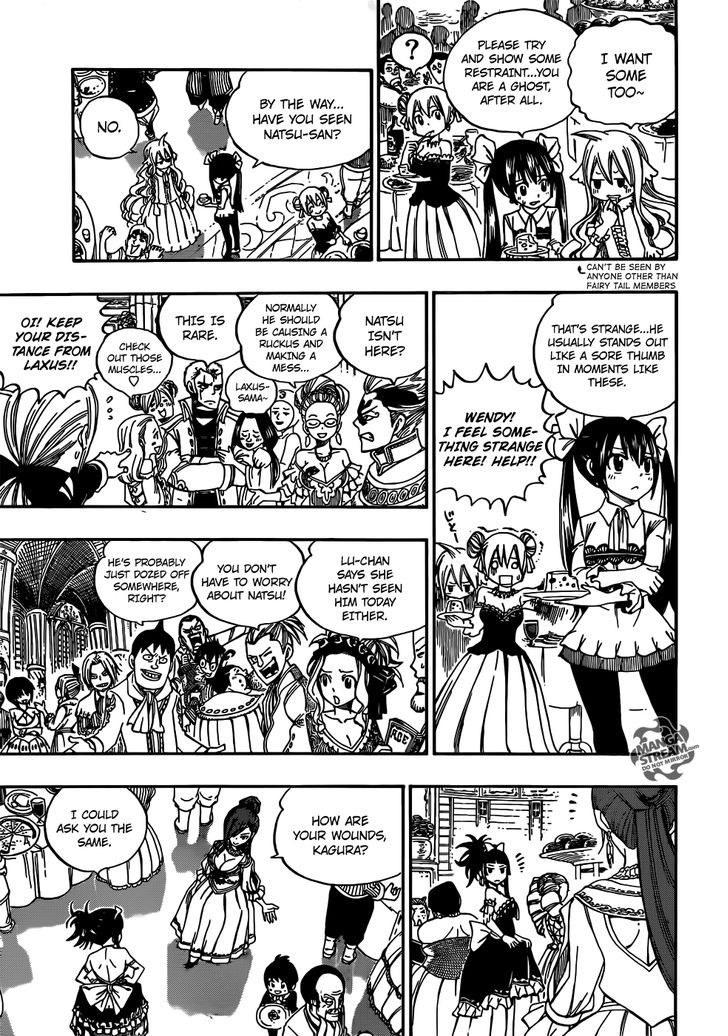 I WANT
SOME
TOO~
PLEASE TRY
AND SHOW SOME
RESTRAINT...YOU
ARE A GHOST,
AFTER ALL.
?
CAN'T BE SEEN BY
ANYONE OTHER THAN
FAIRY TAIL MEMBERS
BY THE WAY...
HAVE YOU SEEN
NATSU-SAN?
NO.
THAT'S STRANGE...HE
USUALLY STANDS OUT
LIKE A SORE THUMB
IN MOMENTS LIKE
THESE.
WENDY!
I FEEL SOME-
THING STRANGE
HERE! HELP!!
じとー
NATSU
ISN'T
HERE?
NORMALLY
HE SHOULD
BE CAUSING A
RUCKUS AND
MAKING A
MESS...
LAXUS-
SAMA~
THIS IS
RARE.
CHECK
OUT THOSE
MUSCLES...
♡
OI! KEEP
YOUR DIS-
TANCE FROM
LAXUS!!
LU-CHAN
SAYS SHE
HASN'T SEEN
HIM TODAY
EITHER.
YOU DON'T
HAVE TO WORRY
ABOUT NATSU!
HE'S PROBABLY
JUST DOZED OFF
SOMEWHERE,
RIGHT?
MANGA
STREAM.com
DO NOT MIRROR
HOW ARE
YOUR WOUNDS,
KAGURA?
I COULD
ASK YOU THE
SAME.